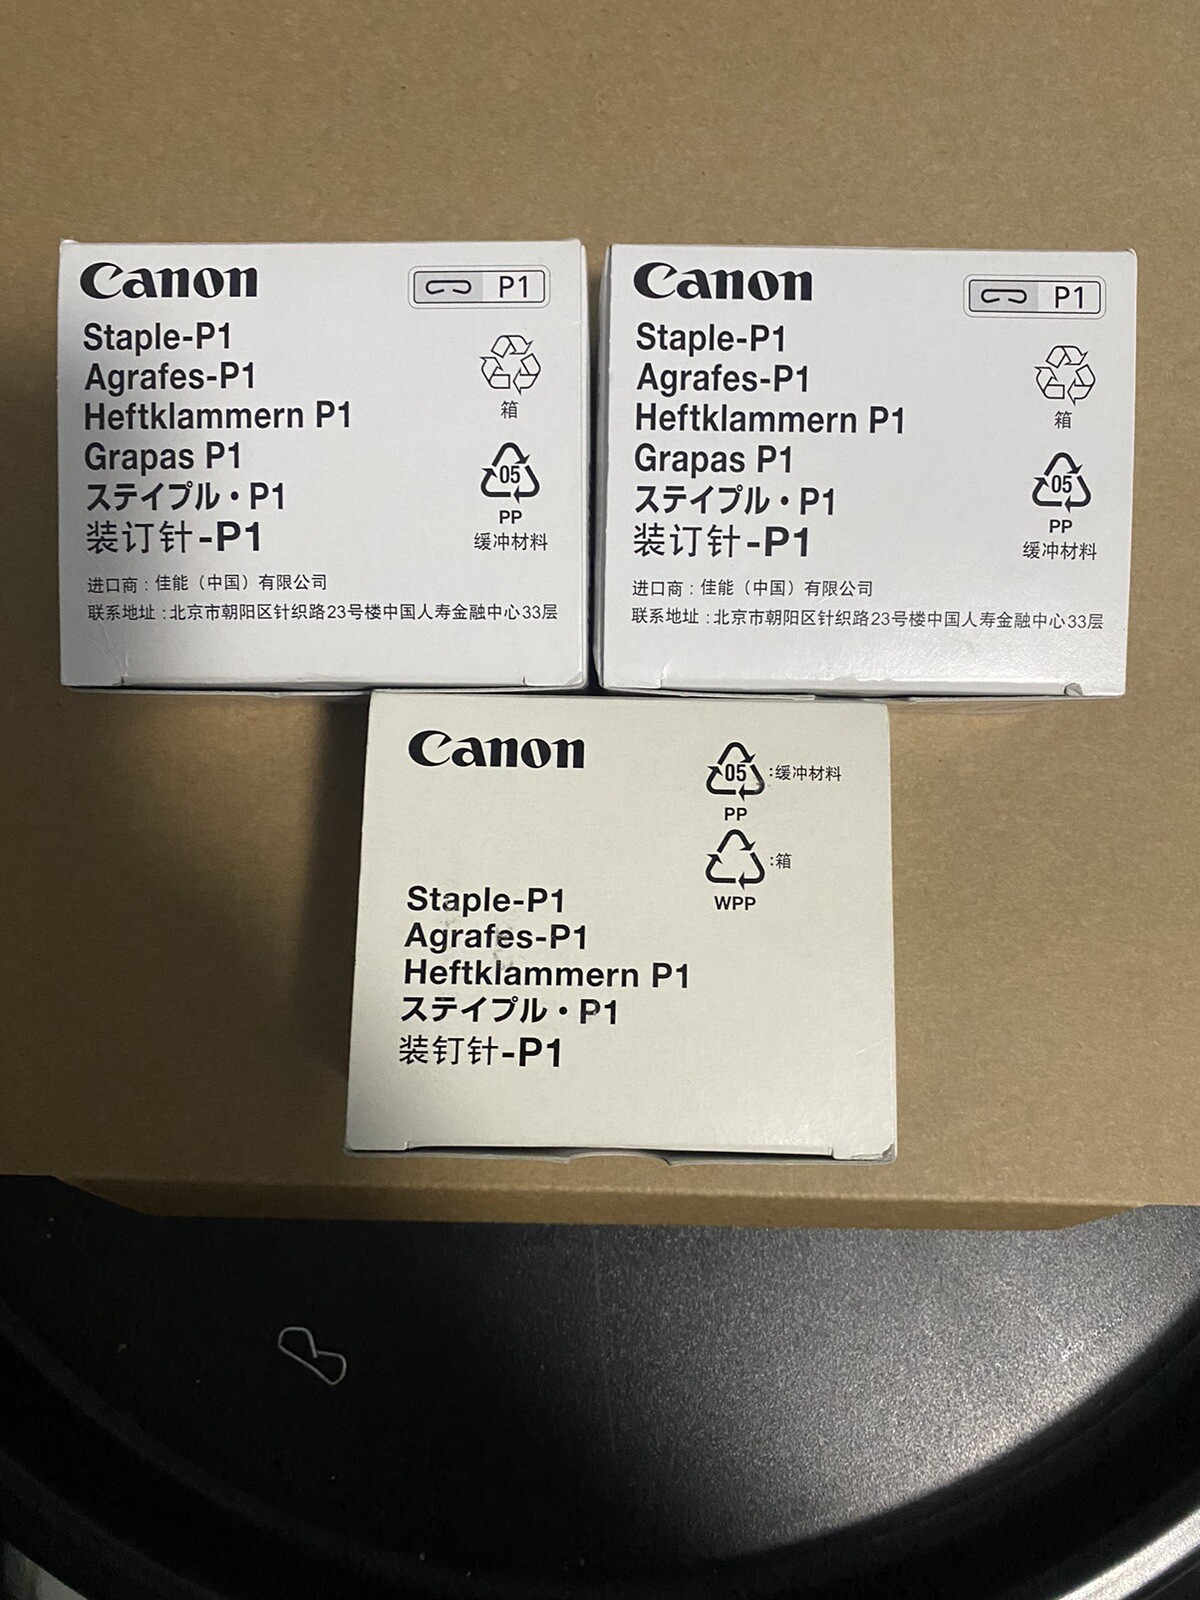 Canon
P1
Staple-P1
Agrafes-P1
Heftklammern P1
Grapas P1
ステイプル・P1
装订针-P1
箱
05
PP
缓冲材料
进口商：佳能（中国）有限公司
联系地址：北京市朝阳区针织路23号楼中国人寿金融中心33层
Canon
P1
Staple-P1
Agrafes-P1
Heftklammern P1
Grapas P1
ステイプル・P1
装订针-P1
箱
05
PP
缓冲材料
进口商：佳能（中国）有限公司
联系地址：北京市朝阳区针织路23号楼中国人寿金融中心33层
Canon
05 :缓冲材料
PP
:箱
WPP
Staple-P1
Agrafes-P1
Heftklammern P1
ステイプル・P1
装钉针-P1